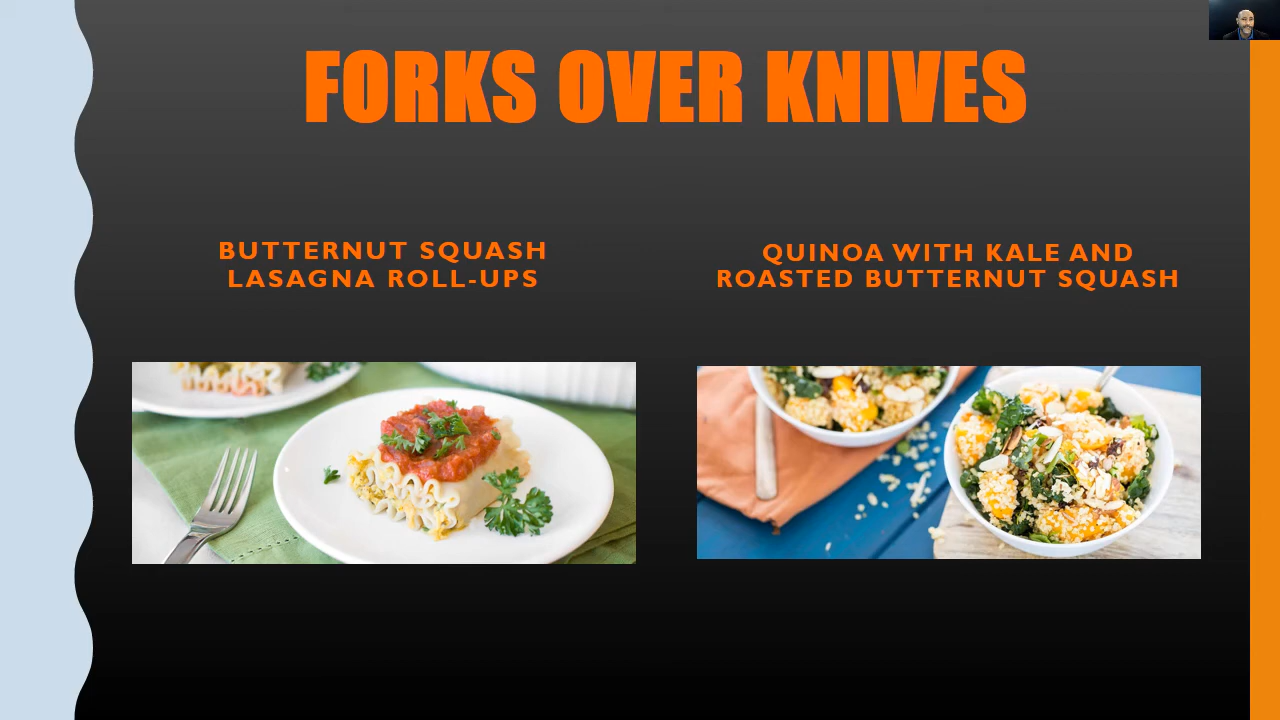 FORKS OVER KNIVES
BUTTERNUT SQUASH
LASAGNA ROLL-UPS
QUINOA WITH KALE AND
ROASTED BUTTERNUT SQUASH